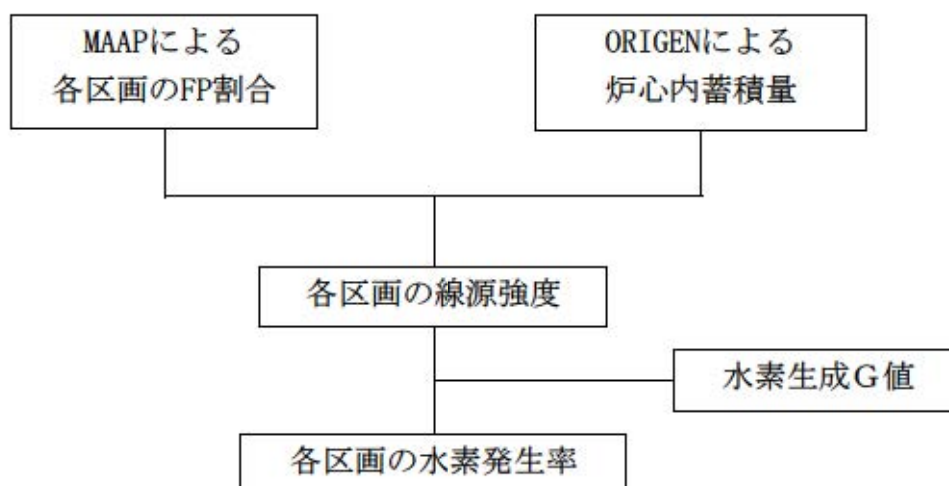 MAAPによる
各区画のFP割合
ORIGENによる
炉心内蓄積量
各区画の線源強度
水素生成Ｇ値
各区画の水素発生率